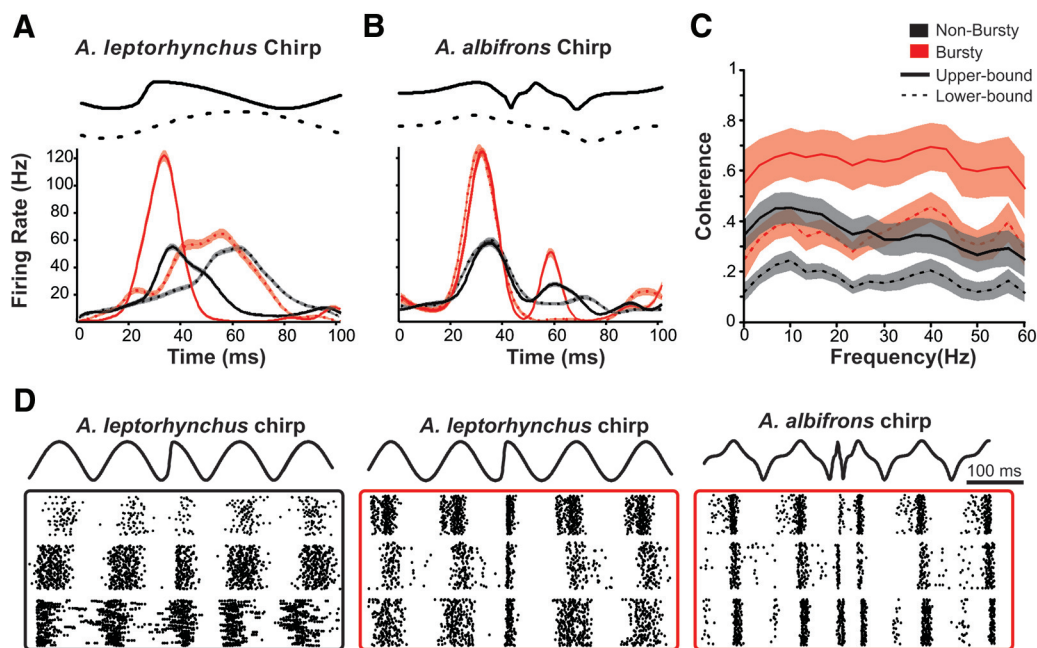 A
A. leptorhynchus Chirp
Firing Rate (Hz)
120
100
80
60
40
20
0 20 40 60 80 100
Time (ms)
B
A. albifrons Chirp
0 20 40 60 80 100
Time (ms)
C
Non-Bursty
Bursty
Upper-bound
Lower-bound
Coherence
1
.8
.6
.4
.2
0
0 10 20 30 40 50 60
Frequency(Hz)
D
A. leptorhynchus chirp
A. leptorhynchus chirp
A. albifrons chirp
100 ms